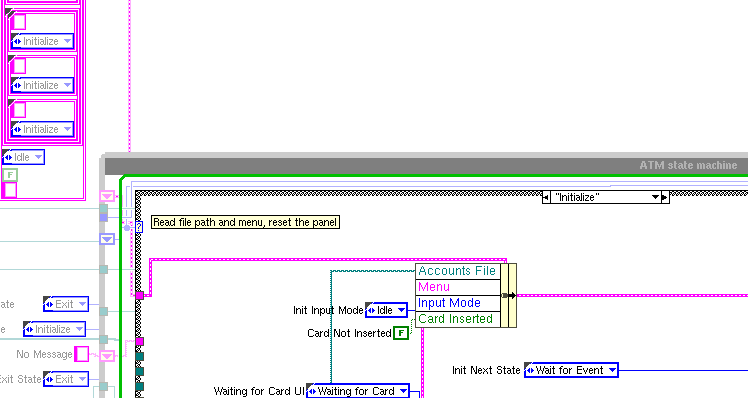 Initialize
Initialize
Initialize
Idle
F
ATM state machine
"Initialize"
?
Read file path and menu, reset the panel
Accounts File
Menu
Input Mode
Card Inserted
Init Input Mode Idle
Card Not Inserted F
ate Exit
e Initialize
No Message
Exit State Exit
Init Next State Wait for Event
Waiting for Card UI Waiting for Card